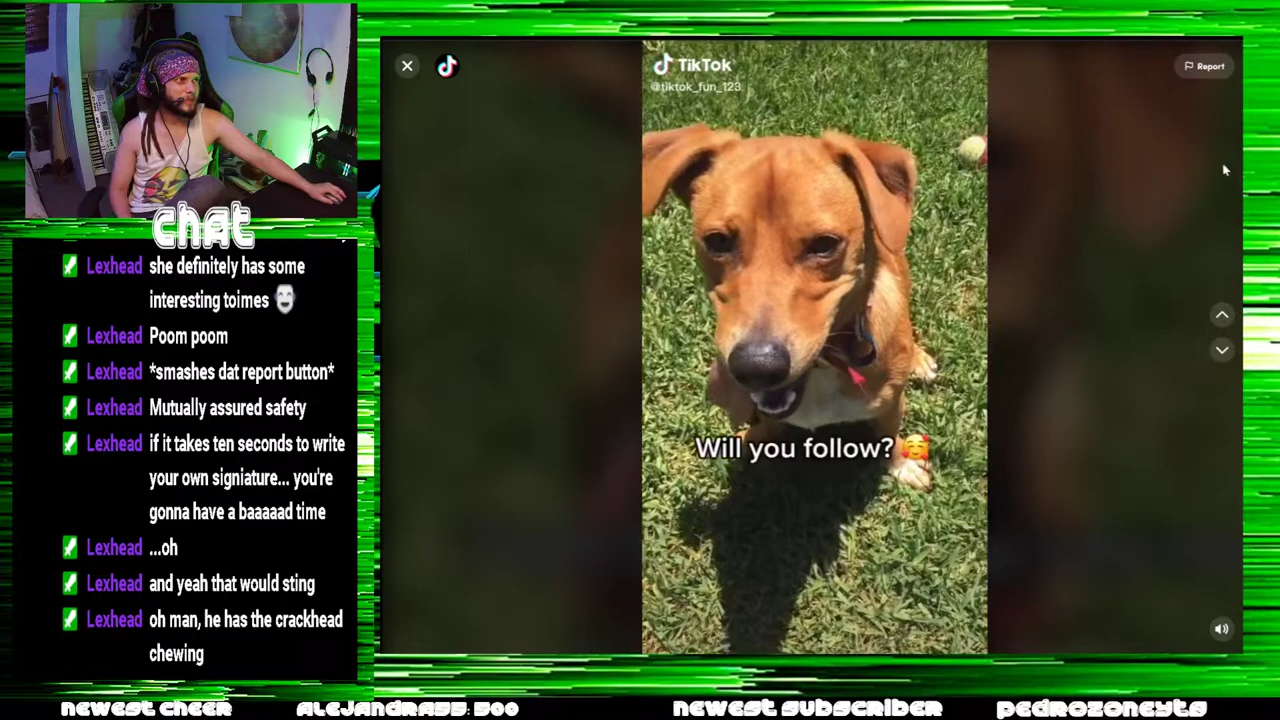 TikTok
@tiktok_fun_123
Report
chat
Lexhead she definitely has some
interesting toimes
Lexhead Poom poom
Lexhead *smashes dat report button*
Lexhead Mutually assured safety
Lexhead if it takes ten seconds to write
your own signiature... you're
gonna have a baaaaad time
Lexhead ...oh
Lexhead and yeah that would sting
Lexhead oh man, he has the crackhead
chewing
Will you follow?
newest cheer alejandra55: 500 newest subscriber pedrozoneyts